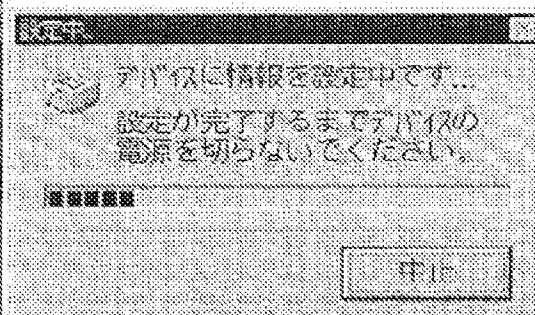 設定中
デバイスに情報を設定中です...
設定が完了するまでデバイスの
電源を切らないでください。
中止